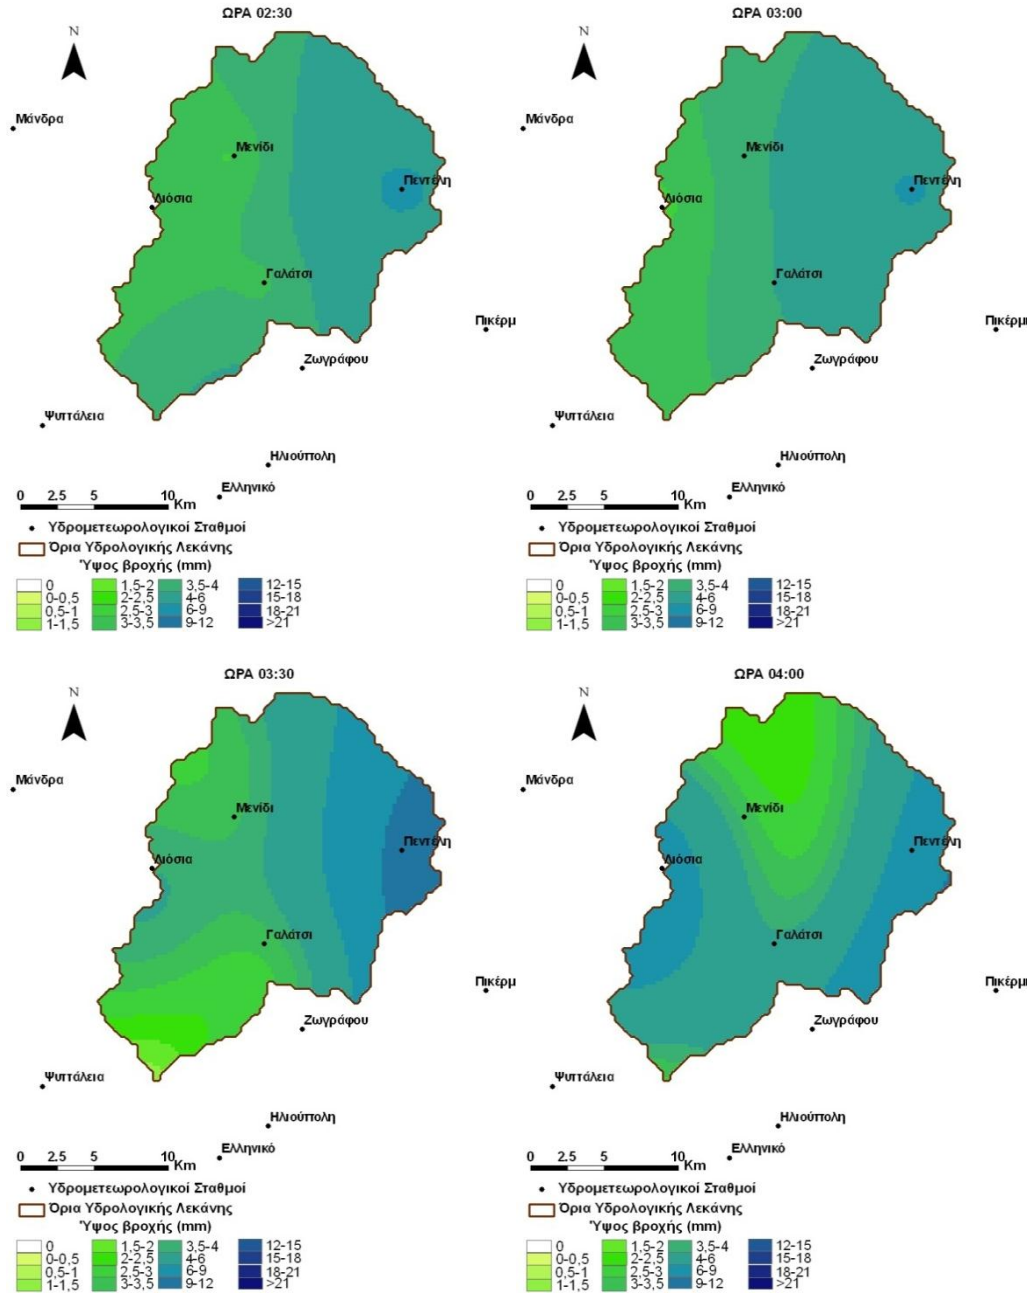 ΩΡΑ 02:30
N
Μάνδρα
Μενίδι
Πεντέλη
Λιόσια
Γαλάτσι
Πικέρμι
Ζωγράφου
Ψυττάλεια
Ηλιούπολη
Ελληνικό
0 2.5 5 10 Km
Υδρομετεωρολογικοί Σταθμοί
Όρια Υδρολογικής Λεκάνης
Ύψος βροχής (mm)
0 1,5-2 3,5-4 12-15
0-0,5 2-2,5 4-6 15-18
0,5-1 2,5-3 6-9 18-21
1-1,5 3-3,5 9-12 >21
ΩΡΑ 03:00
N
Μάνδρα
Μενίδι
Πεντέλη
Λιόσια
Γαλάτσι
Πικέρμι
Ζωγράφου
Ψυττάλεια
Ηλιούπολη
Ελληνικό
0 2.5 5 10 Km
Υδρομετεωρολογικοί Σταθμοί
Όρια Υδρολογικής Λεκάνης
Ύψος βροχής (mm)
0 1,5-2 3,5-4 12-15
0-0,5 2-2,5 4-6 15-18
0,5-1 2,5-3 6-9 18-21
1-1,5 3-3,5 9-12 >21
ΩΡΑ 03:30
N
Μάνδρα
Μενίδι
Πεντέλη
Λιόσια
Γαλάτσι
Πικέρμι
Ζωγράφου
Ψυττάλεια
Ηλιούπολη
Ελληνικό
0 2.5 5 10 Km
Υδρομετεωρολογικοί Σταθμοί
Όρια Υδρολογικής Λεκάνης
Ύψος βροχής (mm)
0 1,5-2 3,5-4 12-15
0-0,5 2-2,5 4-6 15-18
0,5-1 2,5-3 6-9 18-21
1-1,5 3-3,5 9-12 >21
ΩΡΑ 04:00
N
Μάνδρα
Μενίδι
Πεντέλη
Λιόσια
Γαλάτσι
Πικέρμι
Ζωγράφου
Ψυττάλεια
Ηλιούπολη
Ελληνικό
0 2.5 5 10 Km
Υδρομετεωρολογικοί Σταθμοί
Όρια Υδρολογικής Λεκάνης
Ύψος βροχής (mm)
0 1,5-2 3,5-4 12-15
0-0,5 2-2,5 4-6 15-18
0,5-1 2,5-3 6-9 18-21
1-1,5 3-3,5 9-12 >21